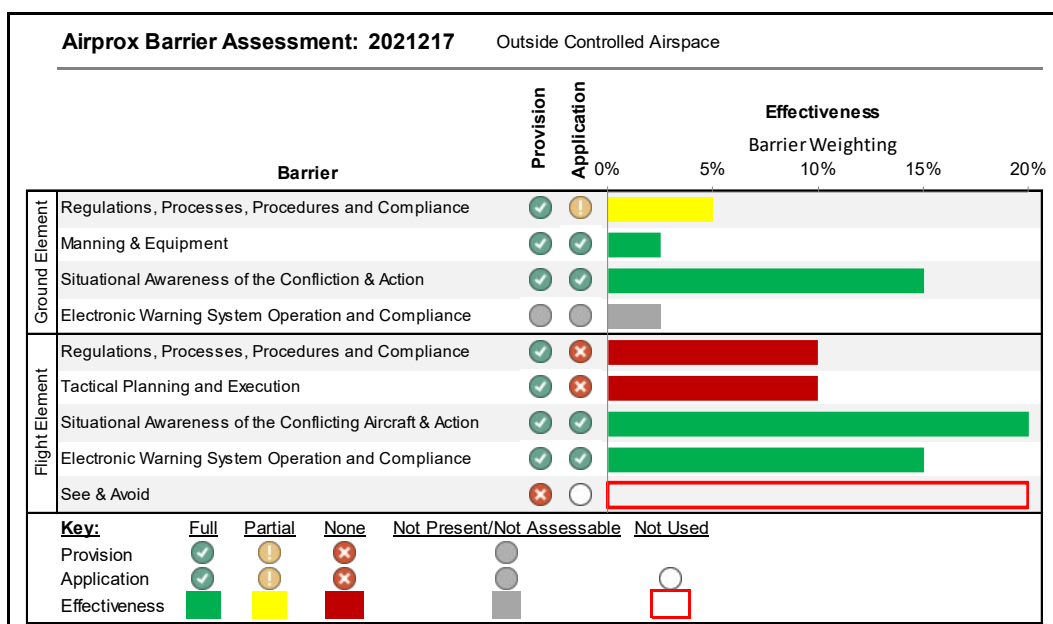 Airprox Barrier Assessment: 2021217 Outside Controlled Airspace
Effectiveness
Barrier Weighting
Barrier Provision Application 0% 5% 10% 15% 20%
Ground Element
Regulations, Processes, Procedures and Compliance
Manning & Equipment
Situational Awareness of the Confliction & Action
Electronic Warning System Operation and Compliance
Flight Element
Regulations, Processes, Procedures and Compliance
Tactical Planning and Execution
Situational Awareness of the Conflicting Aircraft & Action
Electronic Warning System Operation and Compliance
See & Avoid
Key: Full Partial None Not Present/Not Assessable Not Used
Provision
Application
Effectiveness